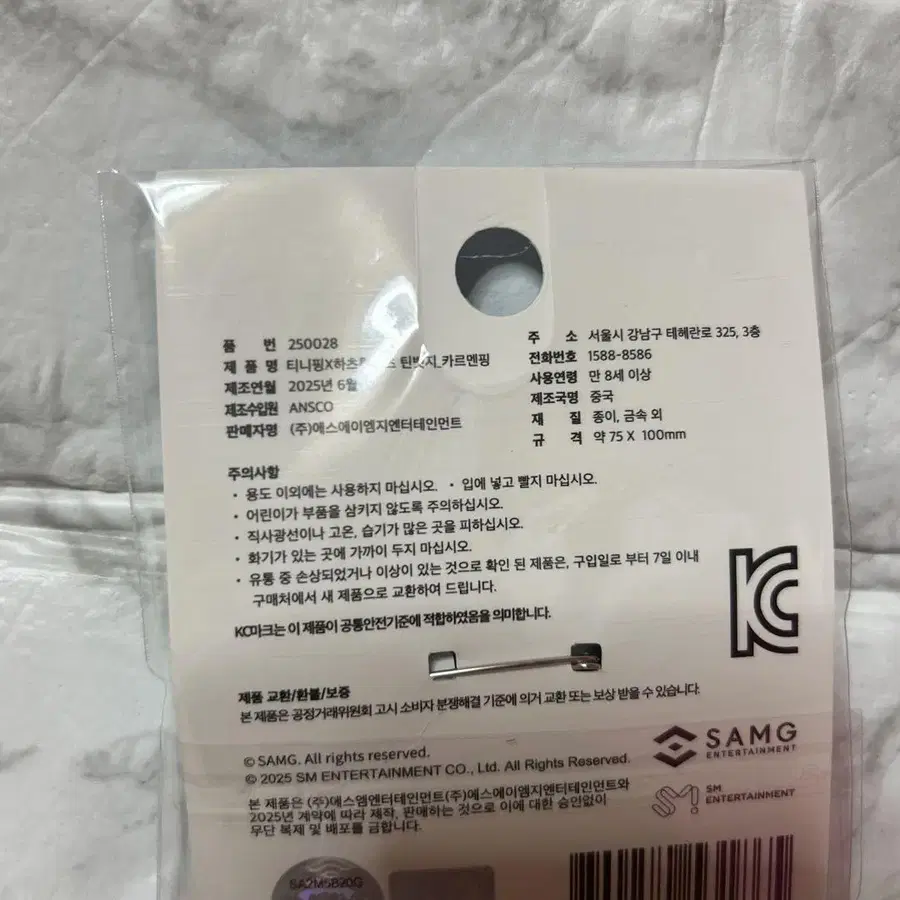 품 번 250028
제 품 명 티니핑X하츠 틴뱃지_카르멘핑
제조연월 2025년 6월
제조수입원 ANSCO
판매자명 (주)에스에이엠지엔터테인먼트
주 소 서울시 강남구 테헤란로 325, 3층
전화번호 1588-8586
사용연령 만 8세 이상
제조국명 중국
재 질 종이, 금속 외
규 격 약 75 X 100mm
주의사항
• 용도 이외에는 사용하지 마십시오. • 입에 넣고 빨지 마십시오.
• 어린이가 부품을 삼키지 않도록 주의하십시오.
• 직사광선이나 고온, 습기가 많은 곳을 피하십시오.
• 화기가 있는 곳에 가까이 두지 마십시오.
• 유통 중 손상되었거나 이상이 있는 것으로 확인 된 제품은, 구입일로 부터 7일 이내
구매처에서 새 제품으로 교환하여 드립니다.
KC마크는 이 제품이 공통안전기준에 적합하였음을 의미합니다.
KC
제품 교환/환불/보증
본 제품은 공정거래위원회 고시 소비자 분쟁해결 기준에 의거 교환 또는 보상 받을 수 있습니다.
© SAMG. All rights reserved.
© 2025 SM ENTERTAINMENT CO., Ltd. All Rights Reserved.
SAMG
ENTERTAINMENT
본 제품은 (주)에스엠엔터테인먼트(주)에스에이엠지엔터테인먼트와
2025년 계약에 따라 제작, 판매하는 것으로 이에 대한 승인없이
무단 복제 및 배포를 금합니다.
SM
SM
ENTERTAINMENT
SA2M5820G